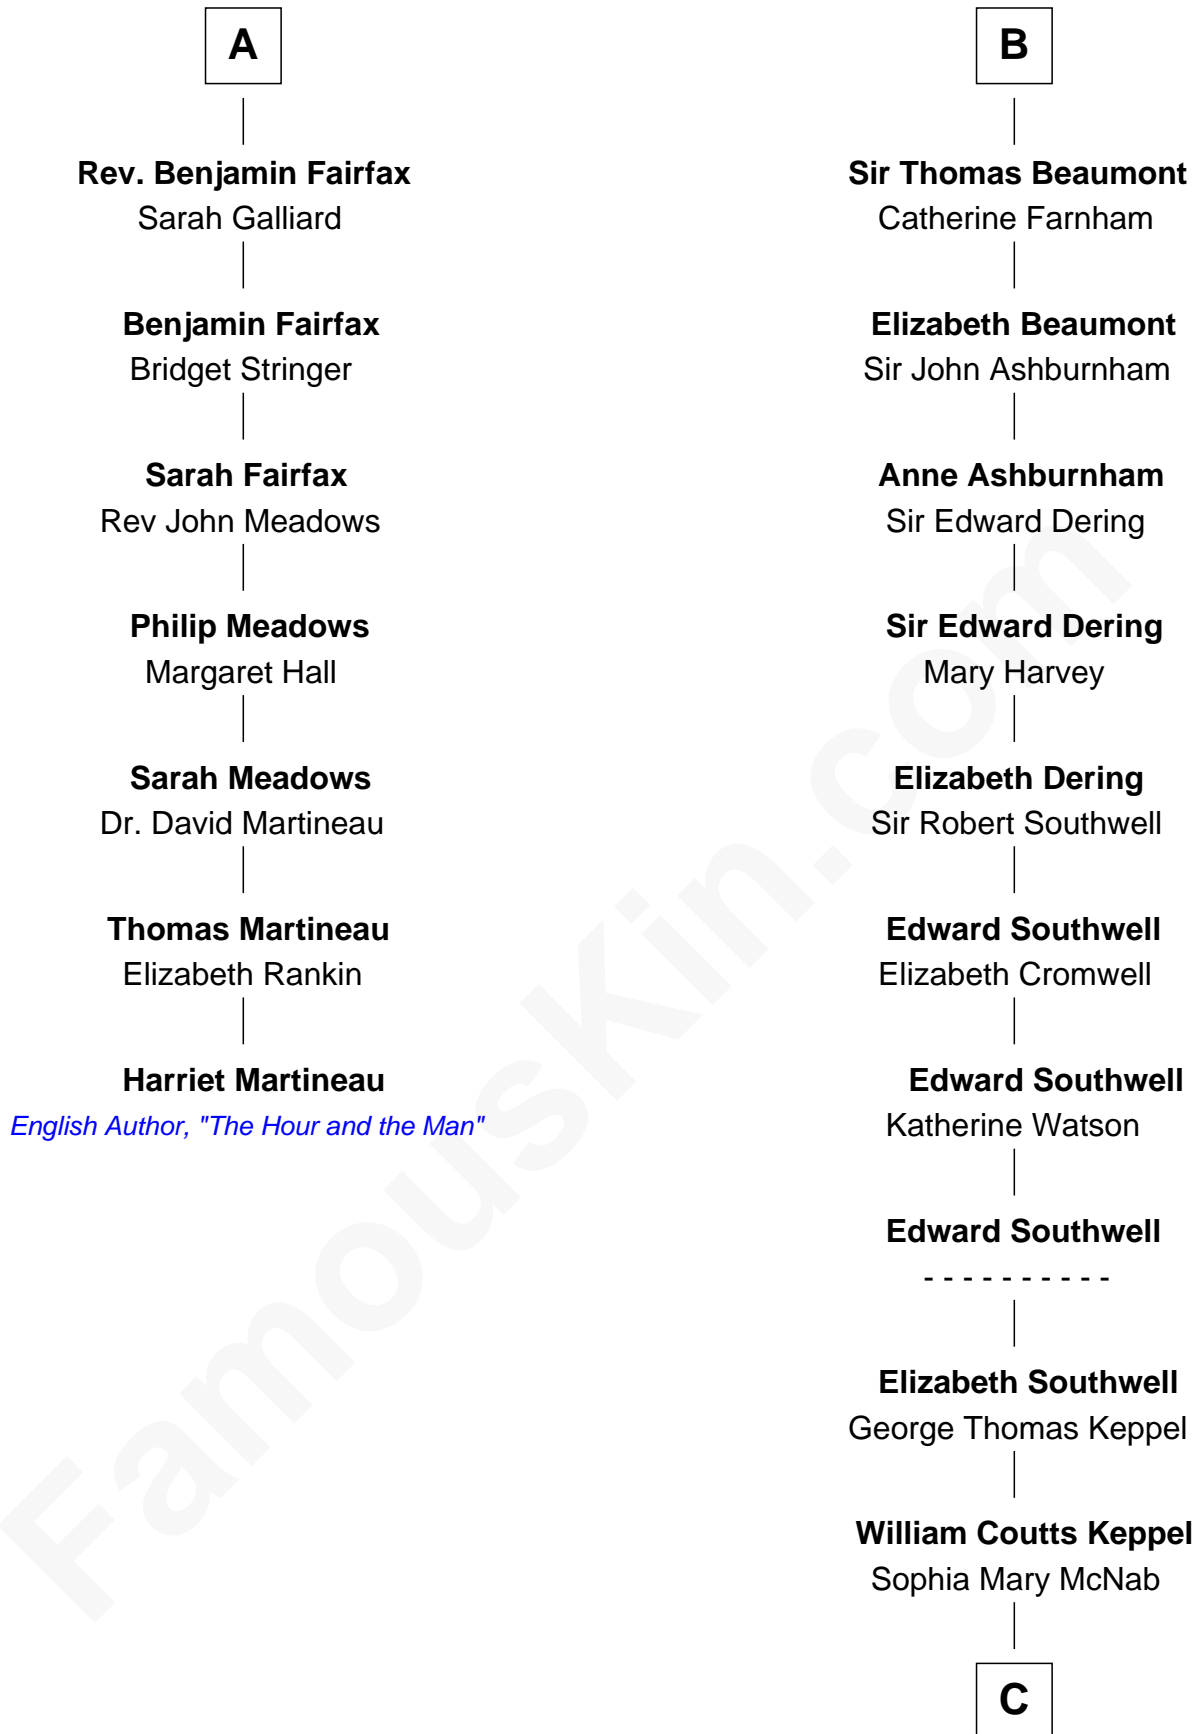 A
Rev. Benjamin Fairfax
Sarah Galliard
Benjamin Fairfax
Bridget Stringer
Sarah Fairfax
Rev John Meadows
Philip Meadows
Margaret Hall
Sarah Meadows
Dr. David Martineau
Thomas Martineau
Elizabeth Rankin
Harriet Martineau
English Author, "The Hour and the Man"
B
Sir Thomas Beaumont
Catherine Farnham
Elizabeth Beaumont
Sir John Ashburnham
Anne Ashburnham
Sir Edward Dering
Sir Edward Dering
Mary Harvey
Elizabeth Dering
Sir Robert Southwell
Edward Southwell
Elizabeth Cromwell
Edward Southwell
Katherine Watson
Edward Southwell
- - - - - - - - - -
Elizabeth Southwell
George Thomas Keppel
William Coutts Keppel
Sophia Mary McNab
C
FamousKin.com